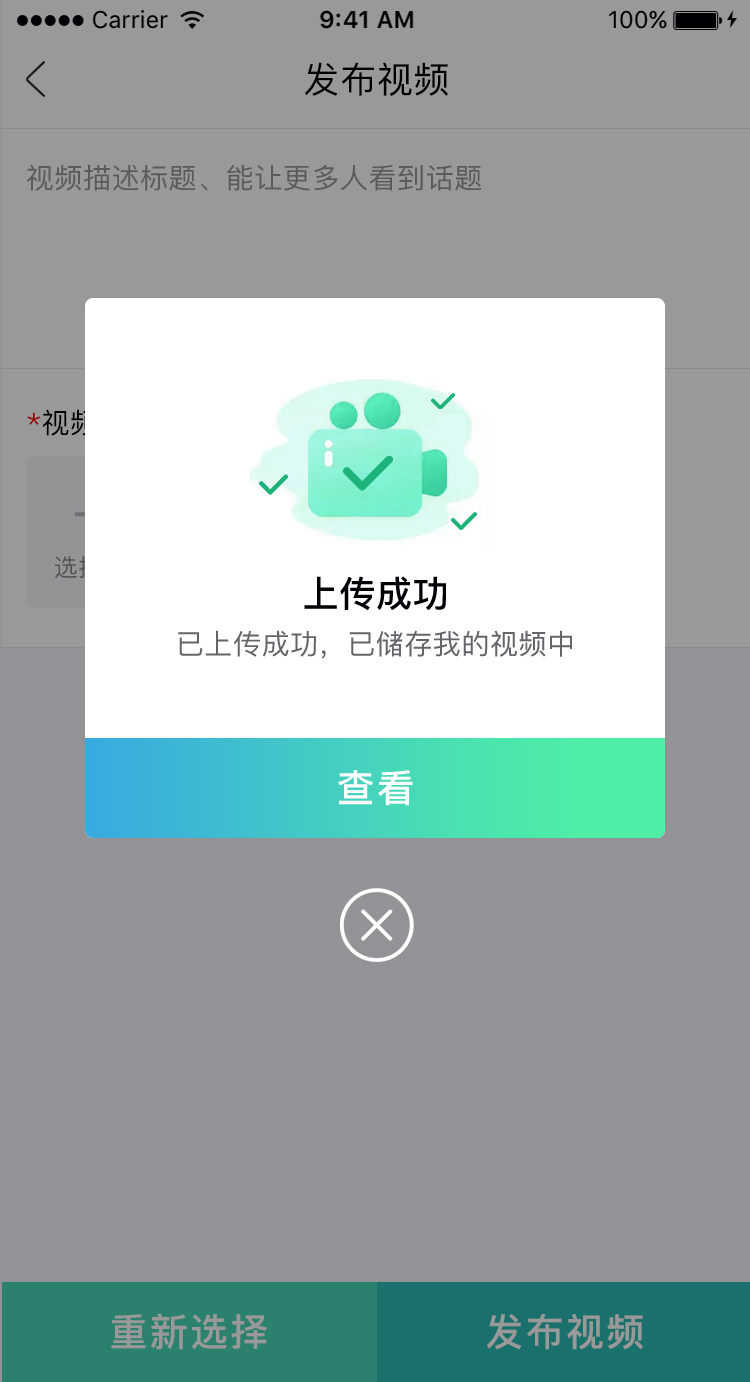 ●●●●● Carrier 9:41 AM 100%
发布视频
视频描述标题、能让更多人看到话题
*视频
上传成功
已上传成功，已储存我的视频中
查看
重新选择 发布视频